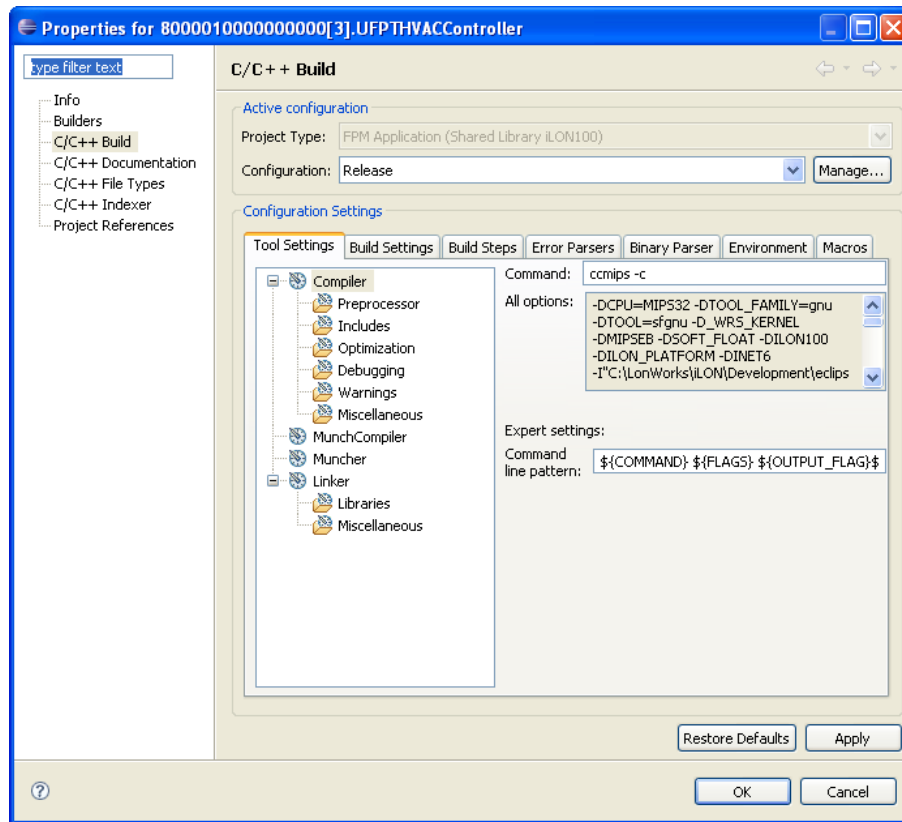 Properties for 8000010000000000[3].UFPTHVACController
type filter text
Info
Builders
C/C++ Build
C/C++ Documentation
C/C++ File Types
C/C++ Indexer
Project References
C/C++ Build
Active configuration
Project Type: FPM Application (Shared Library iLON100)
Configuration: Release Manage...
Configuration Settings
Tool Settings Build Settings Build Steps Error Parsers Binary Parser Environment Macros
Compiler
Preprocessor
Includes
Optimization
Debugging
Warnings
Miscellaneous
MunchCompiler
Muncher
Linker
Libraries
Miscellaneous
Command: ccmips -c
All options: -DCPU=MIPS32 -DTOOL_FAMILY=gnu
-DTOOL=sfgnu -D_WRS_KERNEL
-DMIPSEB -DSOFT_FLOAT -DILON100
-DILON_PLATFORM -DINET6
-I"C:\LonWorks\iLON\Development\eclips
Expert settings:
Command
line pattern: ${COMMAND} ${FLAGS} ${OUTPUT_FLAG}$
Restore Defaults Apply
? OK Cancel